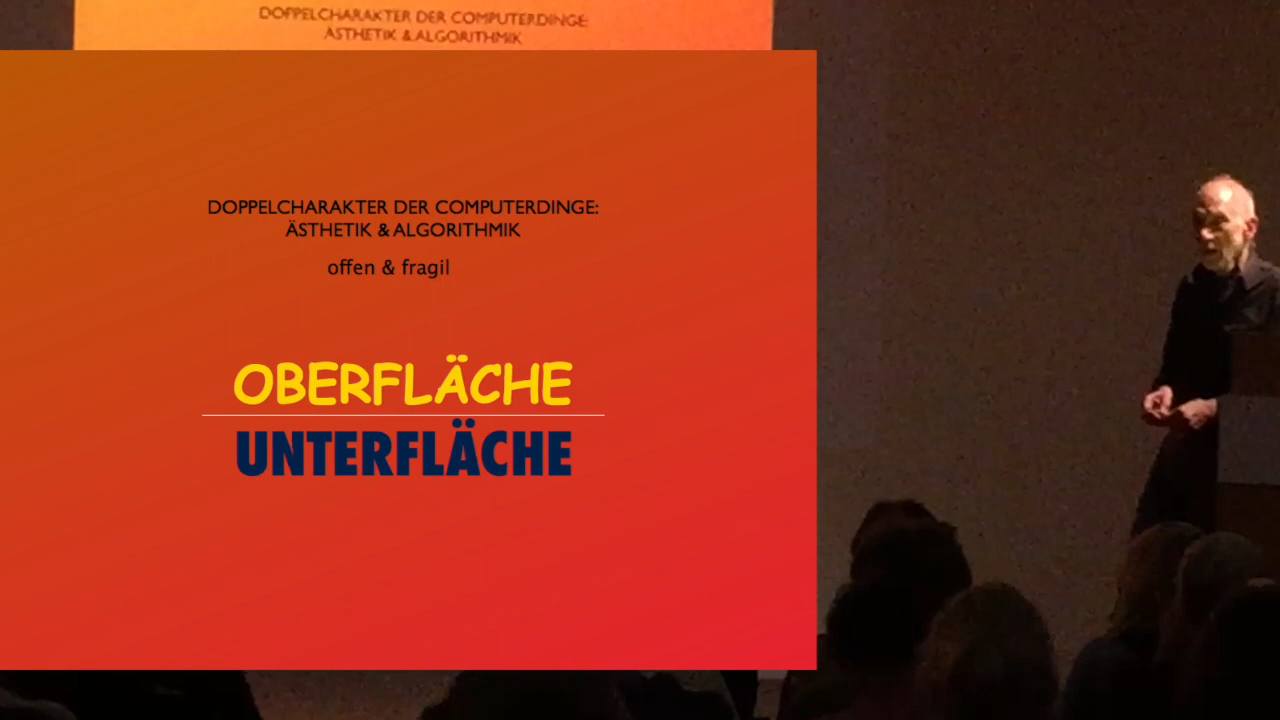 DOPPELCHARAKTER DER COMPUTERDINGE:
ÄSTHETIK & ALGORITHMIK
DOPPELCHARAKTER DER COMPUTERDINGE:
ÄSTHETIK & ALGORITHMIK
offen & fragil
OBERFLÄCHE
UNTERFLÄCHE